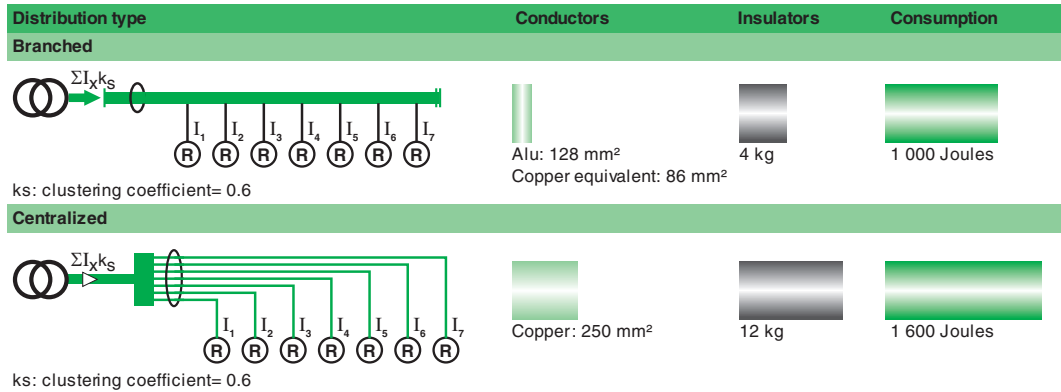 Distribution type Conductors Insulators Consumption
Branched
ΣIₓkₛ
I₁ I₂ I₃ I₄ I₅ I₆ I₇
R R R R R R R
Alu: 128 mm² 4 kg 1 000 Joules
Copper equivalent: 86 mm²
ks: clustering coefficient= 0.6
Centralized
ΣIₓkₛ
I₁ I₂ I₃ I₄ I₅ I₆ I₇
Copper: 250 mm² 12 kg 1 600 Joules
R R R R R R R
ks: clustering coefficient= 0.6